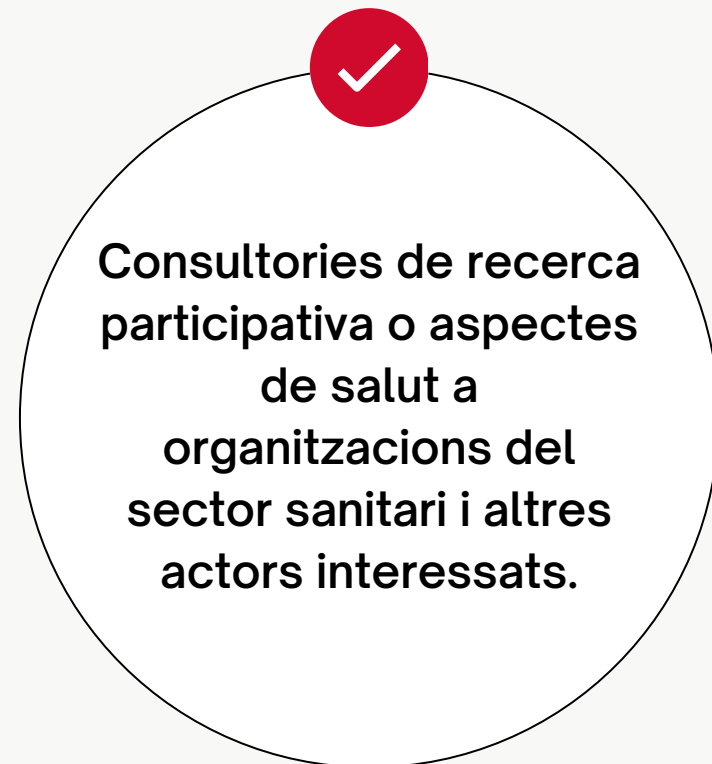 Consultories de recerca
participativa o aspectes
de salut a
organitzacions del
sector sanitari i altres
actors interessats.